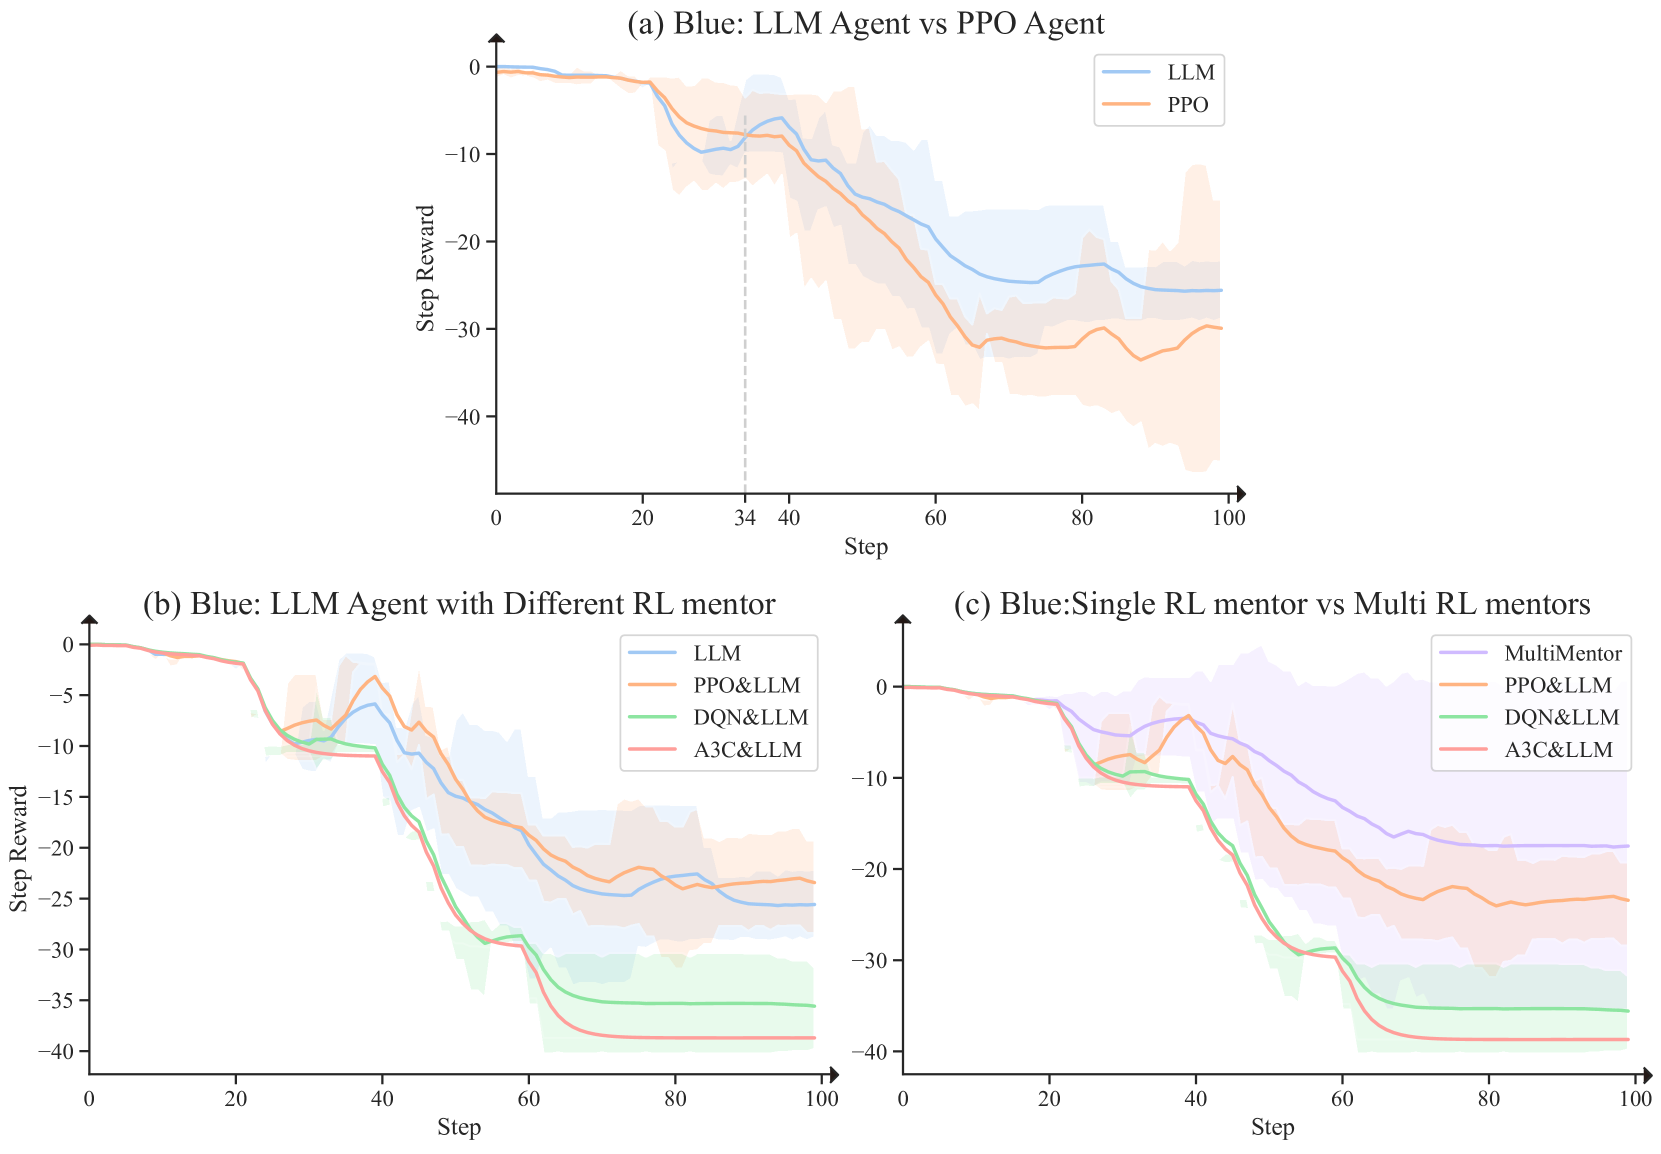 (a) Blue: LLM Agent vs PPO Agent
LLM
PPO
0
−10
−20
−30
−40
Step Reward
0 20 34 40 60 80 100
Step
(b) Blue: LLM Agent with Different RL mentor
LLM
PPO&LLM
DQN&LLM
A3C&LLM
0
−5
−10
−15
−20
−25
−30
−35
−40
Step Reward
0 20 40 60 80 100
Step
(c) Blue:Single RL mentor vs Multi RL mentors
MultiMentor
PPO&LLM
DQN&LLM
A3C&LLM
0
−10
−20
−30
−40
0 20 40 60 80 100
Step